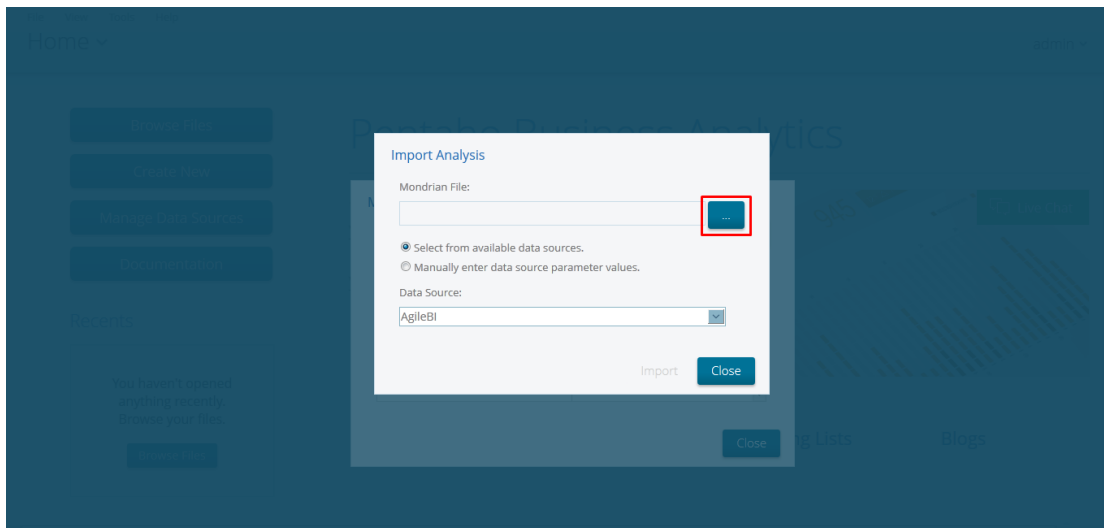 Home
admin
Browse Files
Pentaho Business Analytics
Create New
Manage Data Sources
Documentation
Import Analysis
Mondrian File:
...
Select from available data sources.
Manually enter data source parameter values.
Data Source:
AgileBI
Import
Close
Recents
You haven't opened
anything recently.
Browse your files.
Close
Lists
Blogs